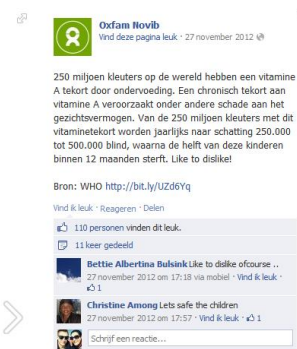 Oxfam Novib
Vind deze pagina leuk · 27 november 2012
250 miljoen kleuters op de wereld hebben een vitamine
A tekort door ondervoeding. Een chronisch tekort aan
vitamine A veroorzaakt onder andere schade aan het
gezichtsvermogen. Van de 250 miljoen kleuters met dit
vitaminetekort worden jaarlijks naar schatting 250.000
tot 500.000 blind, waarna de helft van deze kinderen
binnen 12 maanden sterft. Like to dislike!
Bron: WHO http://bit.ly/UZd6Yq
Vind ik leuk · Reageren · Delen
110 personen vinden dit leuk.
11 keer gedeeld
Bettie Albertina Bulsink Like to dislike ofcourse ..
27 november 2012 om 17:18 via mobiel · Vind ik leuk ·
1
Christine Among Lets safe the children
27 november 2012 om 17:57 · Vind ik leuk · 1
Schrijf een reactie...